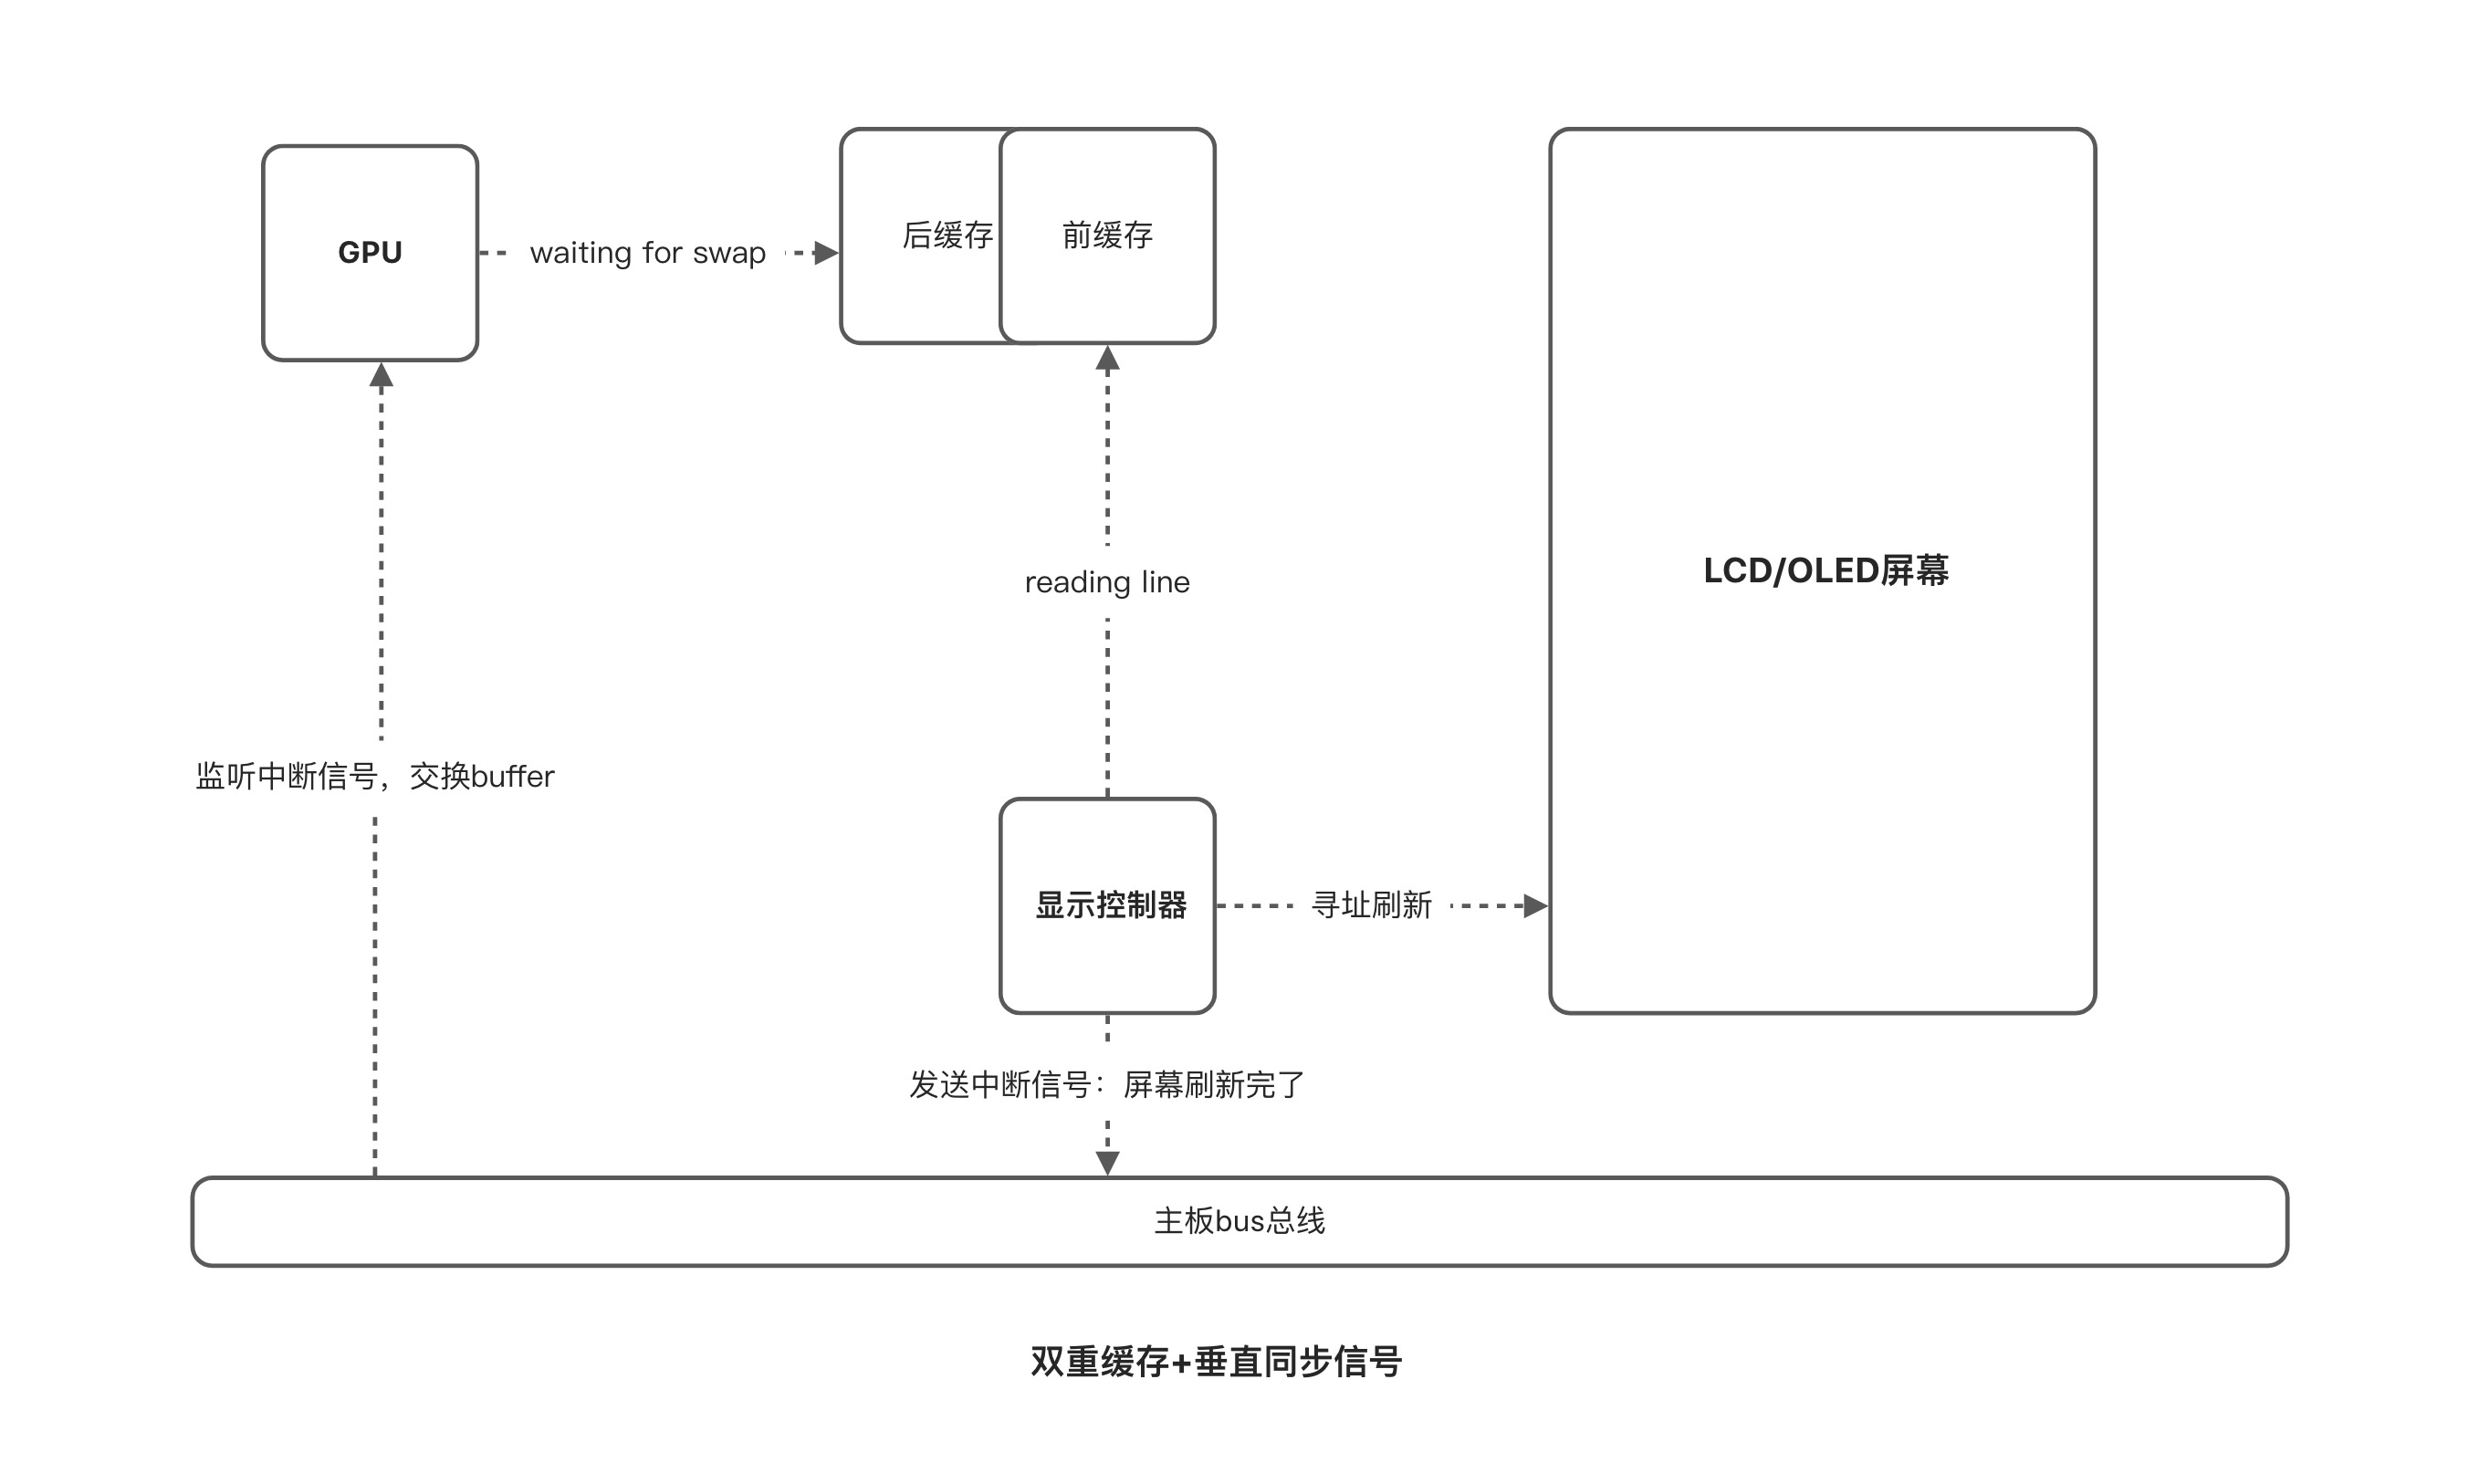 GPU
waiting for swap
后缓存
前缓存
reading line
LCD/OLED屏幕
监听中断信号，交换buffer
显示控制器
寻址刷新
发送中断信号：屏幕刷新完了
主板bus总线
双重缓存+垂直同步信号